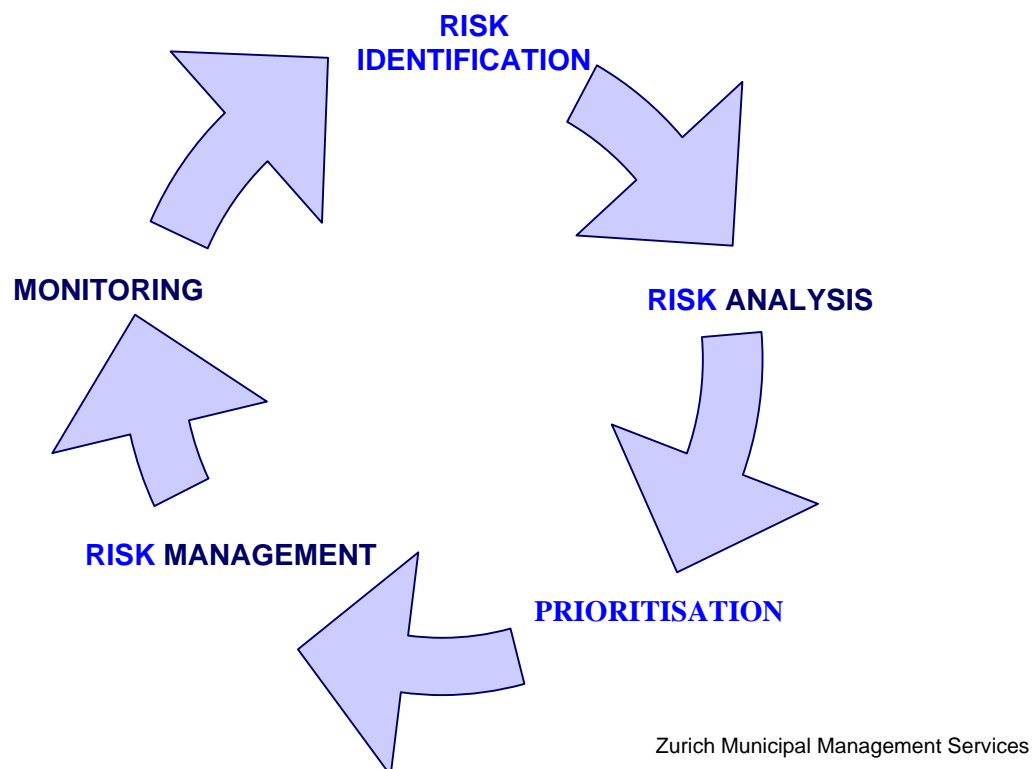 RISK
IDENTIFICATION
MONITORING
RISK ANALYSIS
RISK MANAGEMENT
PRIORITISATION
Zurich Municipal Management Services